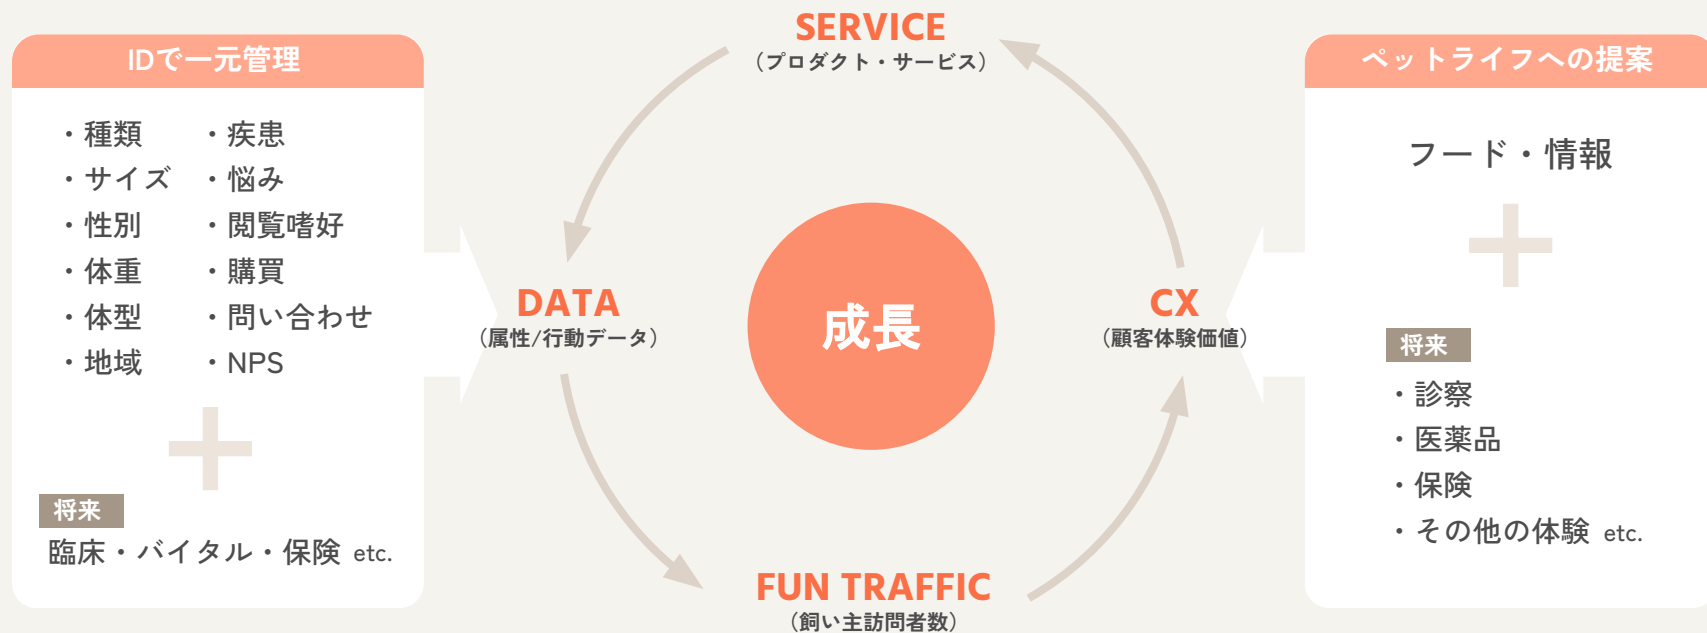 IDで一元管理
・種類
・サイズ
・性別
・体重
・体型
・地域
・疾患
・悩み
・閲覧嗜好
・購買
・問い合わせ
・NPS
将来
臨床・バイタル・保険 etc.
SERVICE
（プロダクト・サービス）
DATA
（属性/行動データ）
成長
CX
（顧客体験価値）
FUN TRAFFIC
（飼い主訪問者数）
ペットライフへの提案
フード・情報
将来
・診察
・医薬品
・保険
・その他の体験 etc.